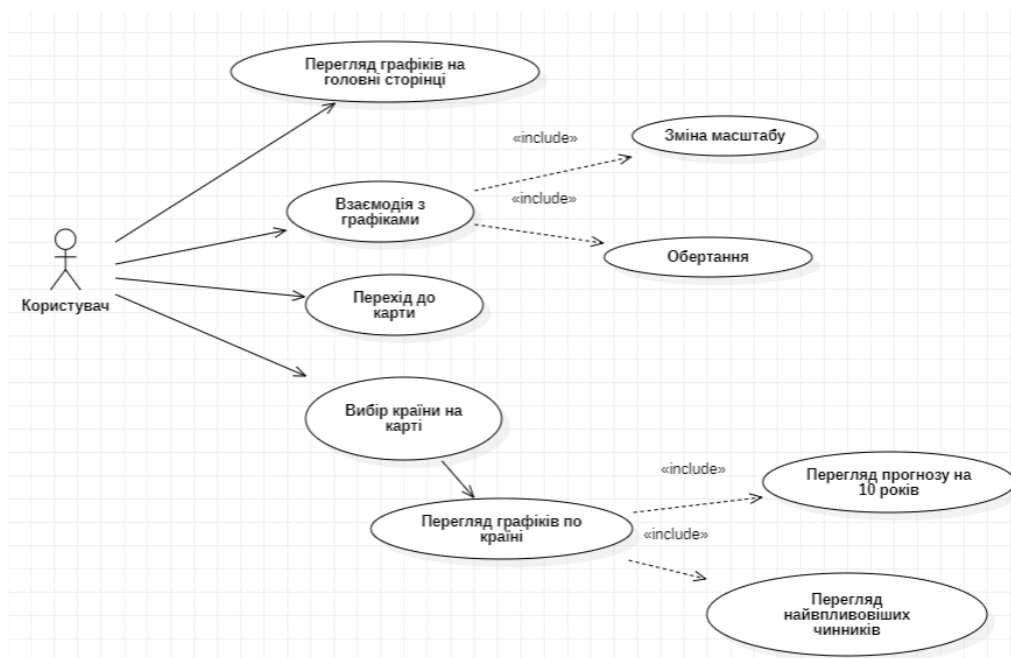 Перегляд графіків на
головні сторінці
«include»
Зміна масштабу
Взаємодія з
графіками
«include»
Обертання
Користувач
Перехід до
карти
Вибір країни на
карті
«include»
Перегляд прогнозу на
10 років
Перегляд графіків по
країні
«include»
Перегляд
найвпливовіших
чинників